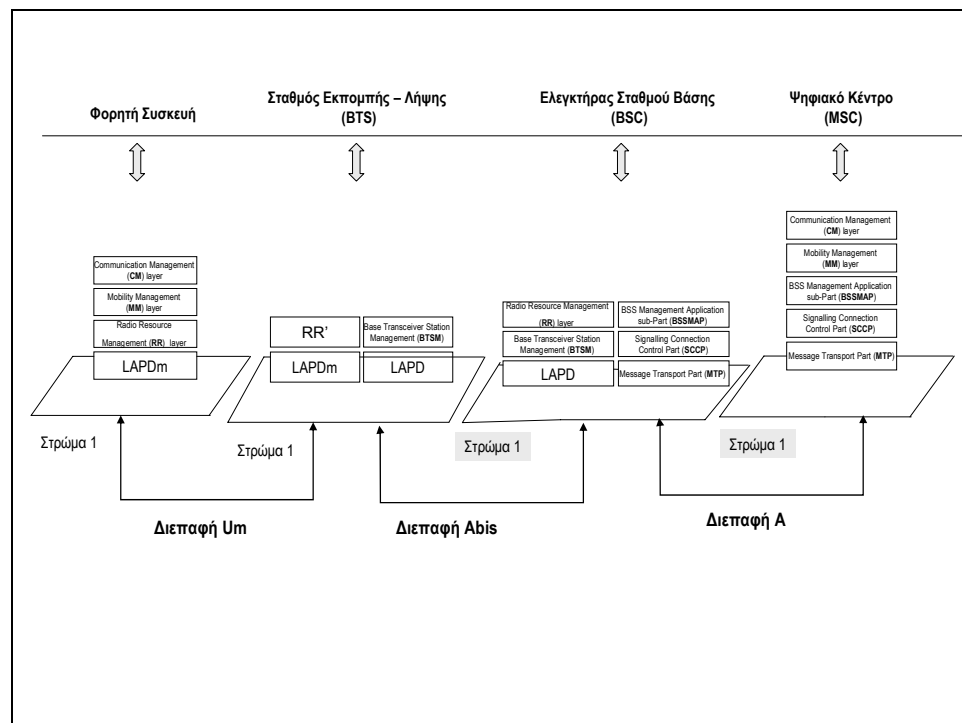 Φορητή Συσκευή
Σταθμός Εκπομπής – Λήψης
(BTS)
Ελεγκτήρας Σταθμού Βάσης
(BSC)
Ψηφιακό Κέντρο
(MSC)
Communication Management
(CM) layer
Mobility Management
(MM) layer
Radio Resource
Management (RR) layer
LAPDm
RR’
LAPDm
Base Transceiver Station
Management (BTSM)
LAPD
Radio Resource Management
(RR) layer
Base Transceiver Station
Management (BTSM)
LAPD
BSS Management Application
sub-Part (BSSMAP)
Signalling Connection
Control Part (SCCP)
Message Transport Part (MTP)
Communication Management
(CM) layer
Mobility Management
(MM) layer
BSS Management Application
sub-Part (BSSMAP)
Signalling Connection
Control Part (SCCP)
Message Transport Part (MTP)
Στρώμα 1
Στρώμα 1
Στρώμα 1
Στρώμα 1
Διεπαφή Um
Διεπαφή Abis
Διεπαφή A